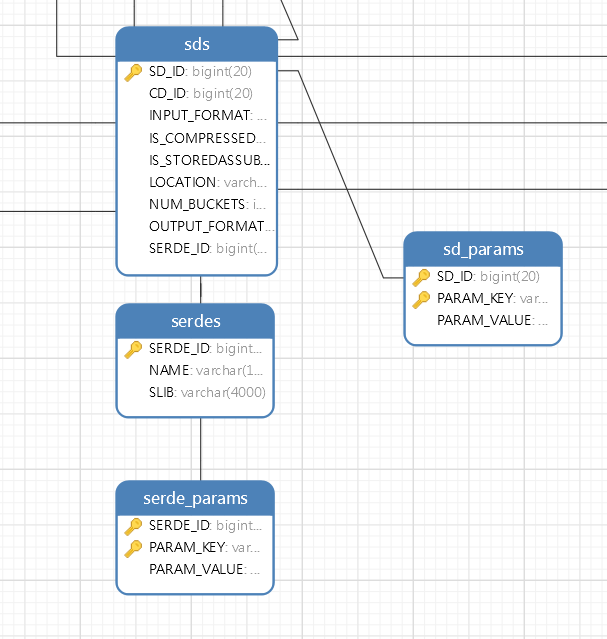 sds
SD_ID: bigint(20)
CD_ID: bigint(20)
INPUT_FORMAT: ...
IS_COMPRESSED...
IS_STOREDASSUB...
LOCATION: varch...
NUM_BUCKETS: i...
OUTPUT_FORMAT...
SERDE_ID: bigint(...
sd_params
SD_ID: bigint(20)
PARAM_KEY: var...
PARAM_VALUE: ...
serdes
SERDE_ID: bigint...
NAME: varchar(1...
SLIB: varchar(4000)
serde_params
SERDE_ID: bigint...
PARAM_KEY: var...
PARAM_VALUE: ...